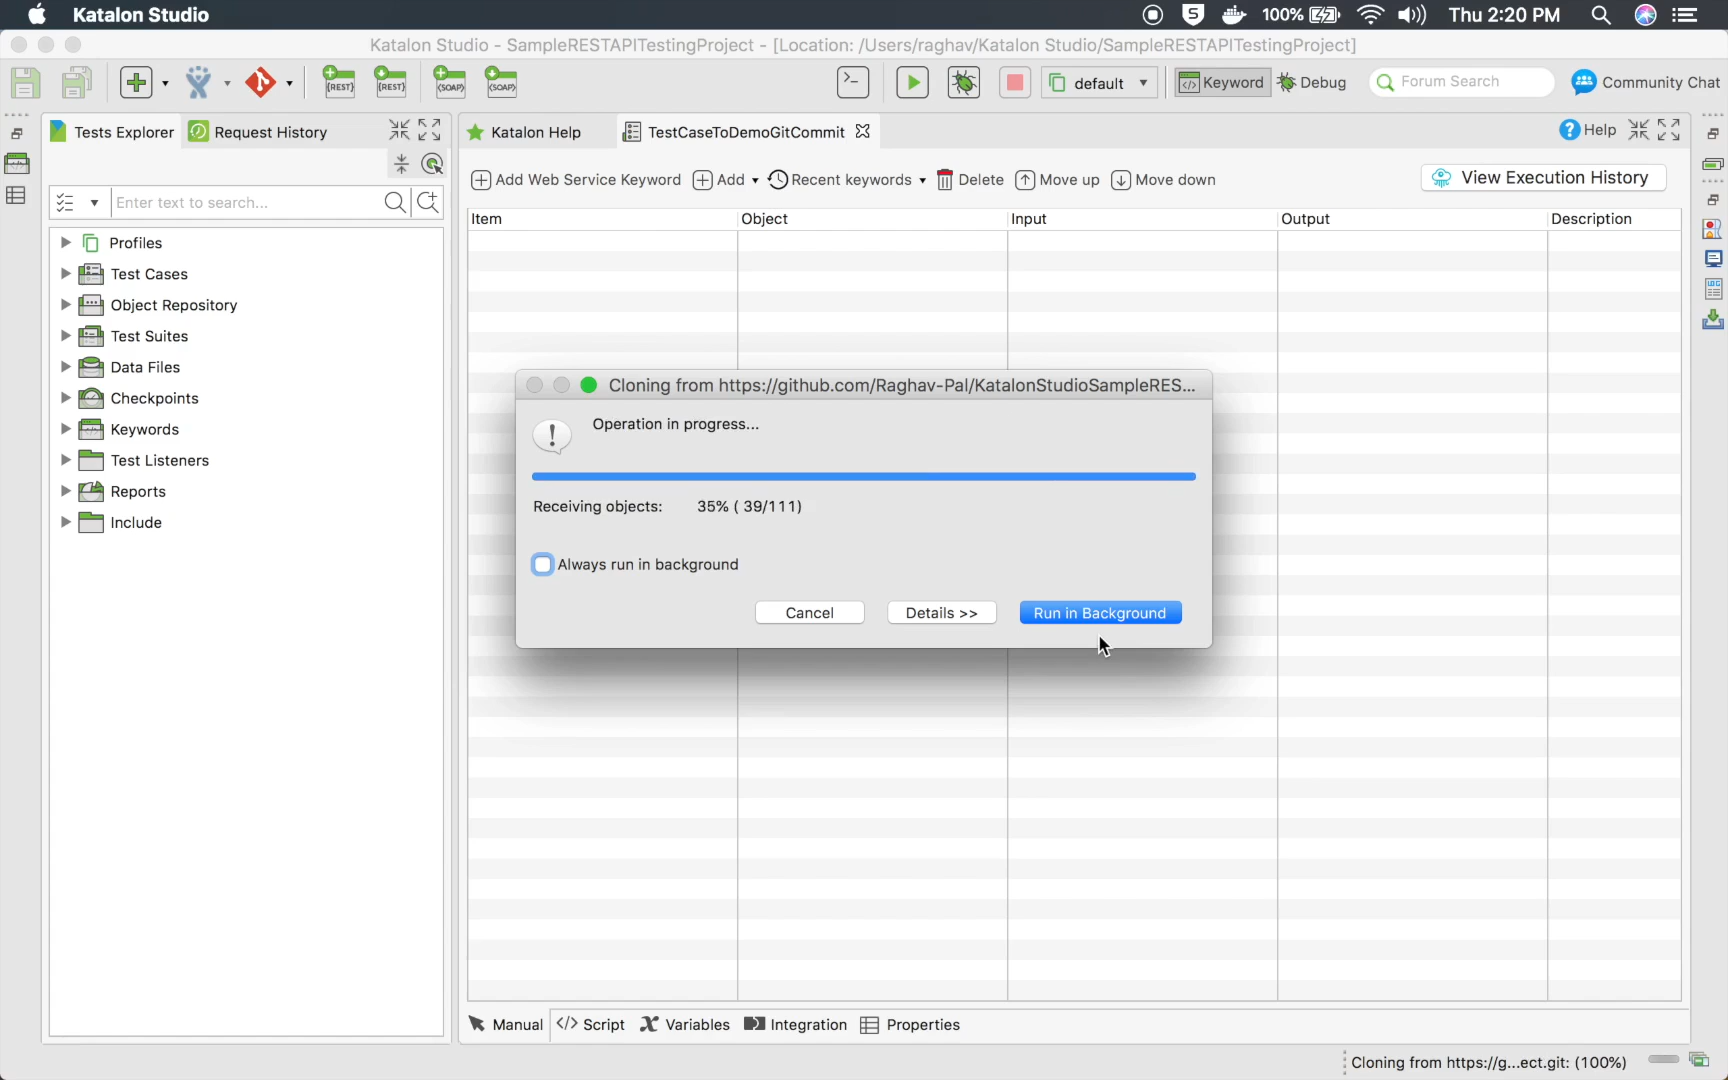 Katalon Studio
S
100%
Thu 2:20 PM
Katalon Studio - SampleRESTAPITestingProject - [Location: /Users/raghav/Katalon Studio/SampleRESTAPITestingProject]
{REST}
{REST}
{SOAP}
{SOAP}
default
Keyword
Debug
Forum Search
Community Chat
Tests Explorer
Request History
Katalon Help
TestCaseToDemoGitCommit
Help
Add Web Service Keyword
Add
Recent keywords
Delete
Move up
Move down
View Execution History
Enter text to search...
Item
Object
Input
Output
Description
Profiles
Test Cases
Object Repository
Test Suites
Data Files
Checkpoints
Keywords
Test Listeners
Reports
Include
Cloning from https://github.com/Raghav-Pal/KatalonStudioSampleRES...
Operation in progress...
Receiving objects: 35% ( 39/111)
Always run in background
Cancel
Details >>
Run in Background
Manual
Script
Variables
Integration
Properties
Cloning from https://g...ect.git: (100%)